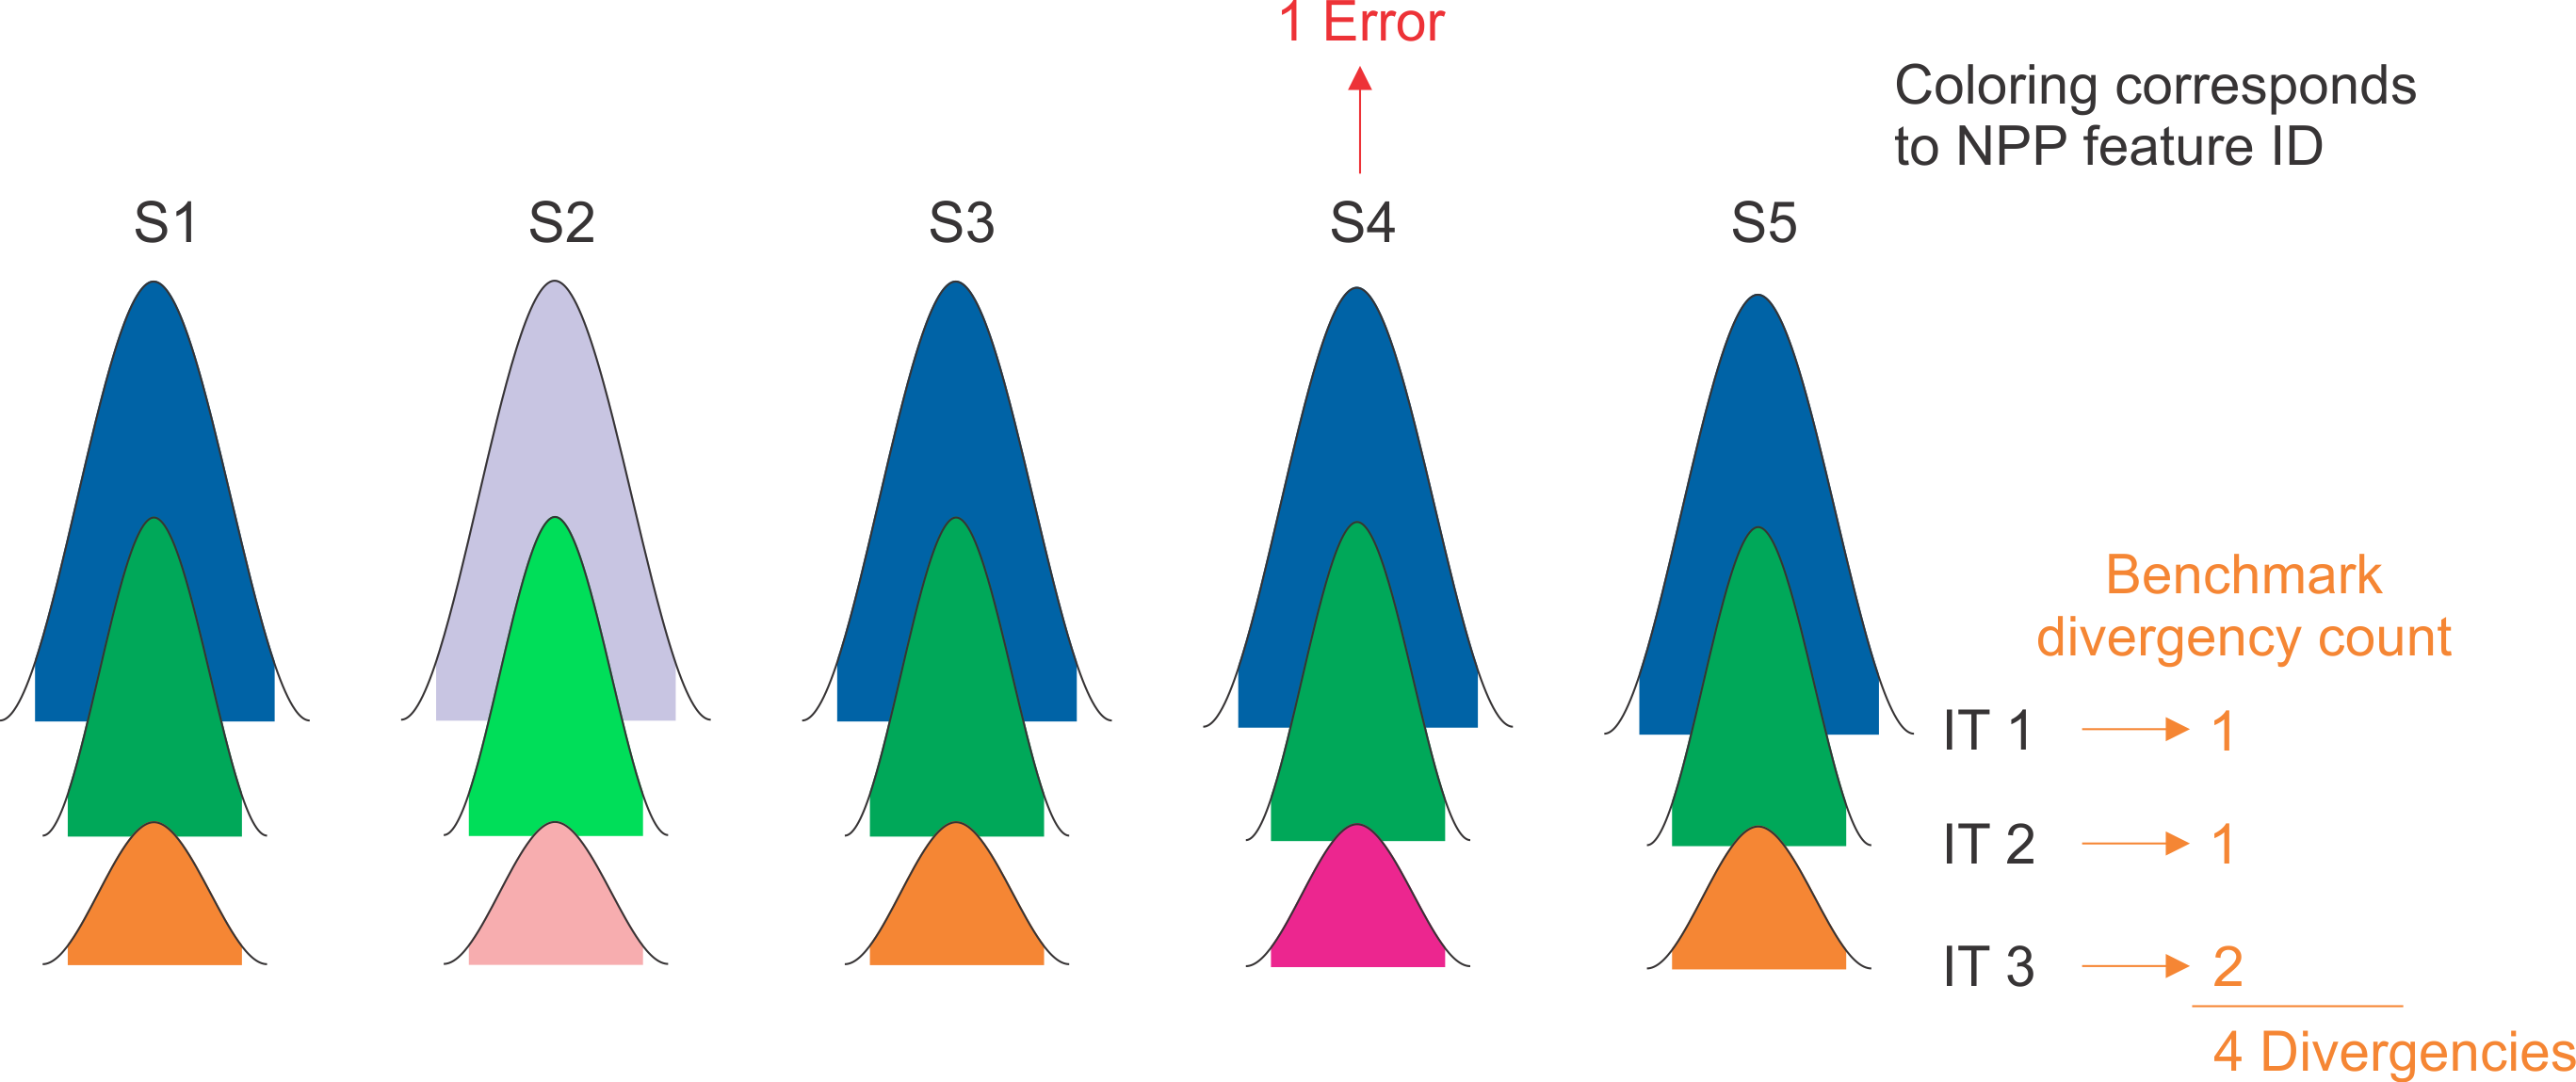 1 Error
Coloring corresponds
to NPP feature ID
S1 S2 S3 S4 S5
Benchmark
divergency count
IT 1 1
IT 2 1
IT 3 2
4 Divergencies